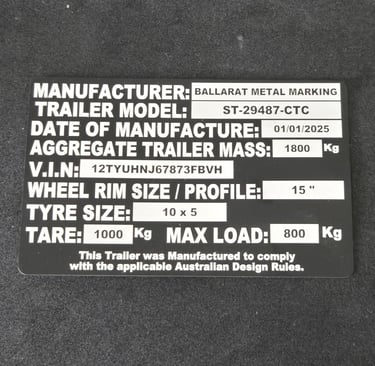 MANUFACTURER: BALLARAT METAL MARKING
TRAILER MODEL: ST-29487-CTC
DATE OF MANUFACTURE: 01/01/2025
AGGREGATE TRAILER MASS: 1800 Kg
V.I.N: 12TYUHNJ67873FBVH
WHEEL RIM SIZE / PROFILE: 15 "
TYRE SIZE: 10 x 5
TARE: 1000 Kg MAX LOAD: 800 Kg
This Trailer was Manufactured to comply
with the applicable Australian Design Rules.